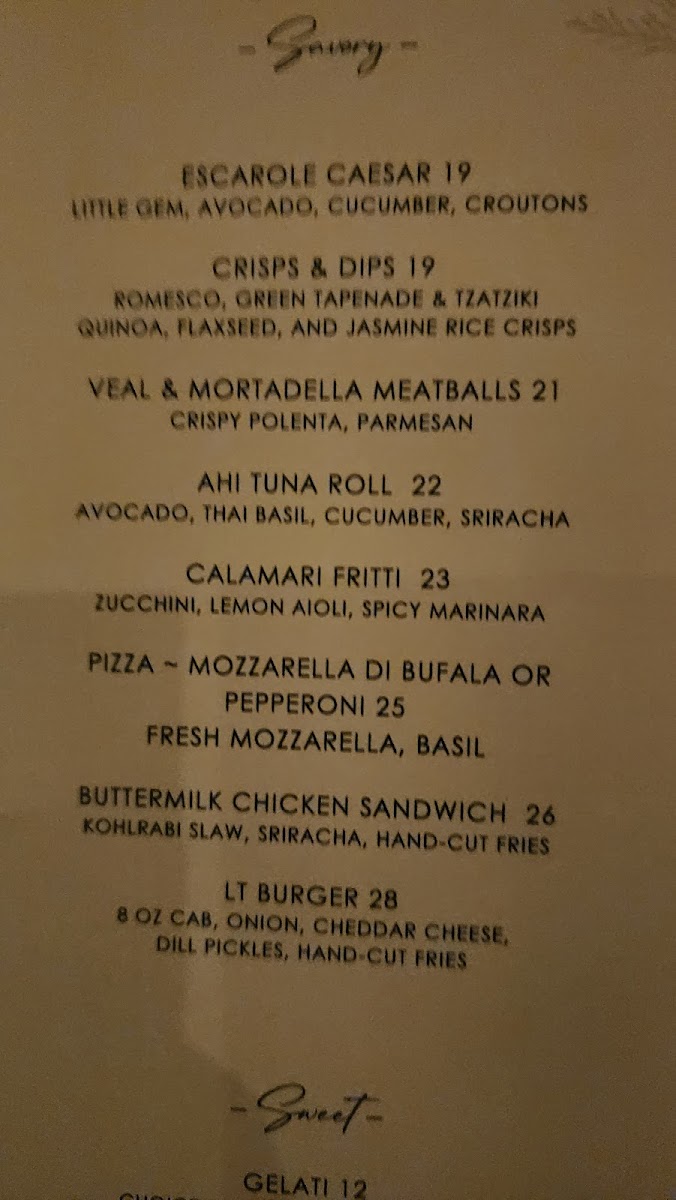 - Savory -
ESCAROLE CAESAR 19
LITTLE GEM, AVOCADO, CUCUMBER, CROUTONS
CRISPS & DIPS 19
ROMESCO, GREEN TAPENADE & TZATZIKI
QUINOA, FLAXSEED, AND JASMINE RICE CRISPS
VEAL & MORTADELLA MEATBALLS 21
CRISPY POLENTA, PARMESAN
AHI TUNA ROLL 22
AVOCADO, THAI BASIL, CUCUMBER, SRIRACHA
CALAMARI FRITTI 23
ZUCCHINI, LEMON AIOLI, SPICY MARINARA
PIZZA ~ MOZZARELLA DI BUFALA OR
PEPPERONI 25
FRESH MOZZARELLA, BASIL
BUTTERMILK CHICKEN SANDWICH 26
KOHLRABI SLAW, SRIRACHA, HAND-CUT FRIES
LT BURGER 28
8 OZ CAB, ONION, CHEDDAR CHEESE,
DILL PICKLES, HAND-CUT FRIES
- Sweet -
GELATI 12